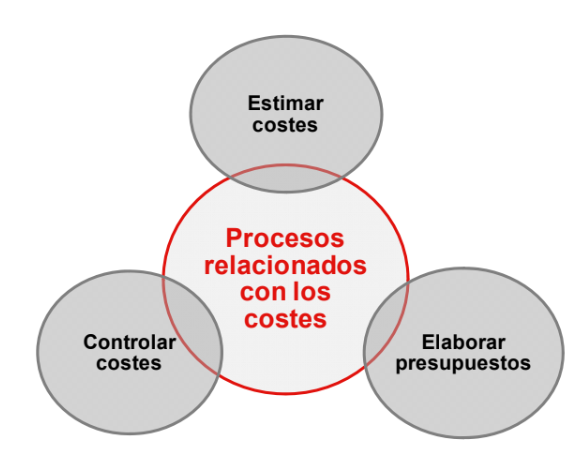 Estimar
costes
Procesos
relacionados
con los
costes
Controlar
costes
Elaborar
presupuestos